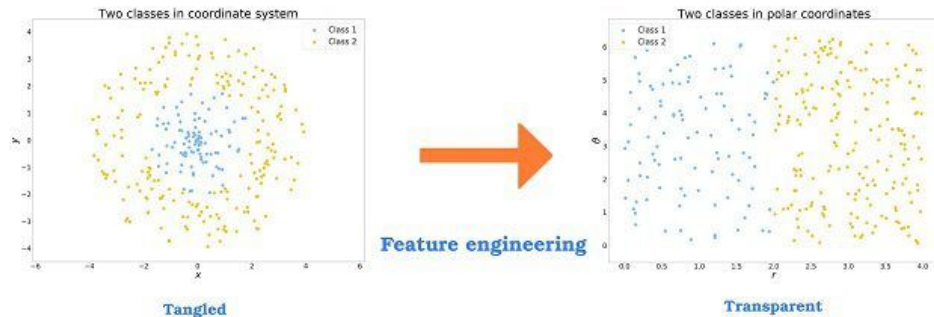 Two classes in coordinate system
Class 1
Class 2
4
3
2
1
0
−1
−2
−3
−4
y
−6
−4
−2
0
2
4
6
x
Tangled
Feature engineering
Two classes in polar coordinates
Class 1
Class 2
6
5
4
3
2
1
0
θ
0.0
0.5
1.0
1.5
2.0
2.5
3.0
3.5
4.0
r
Transparent